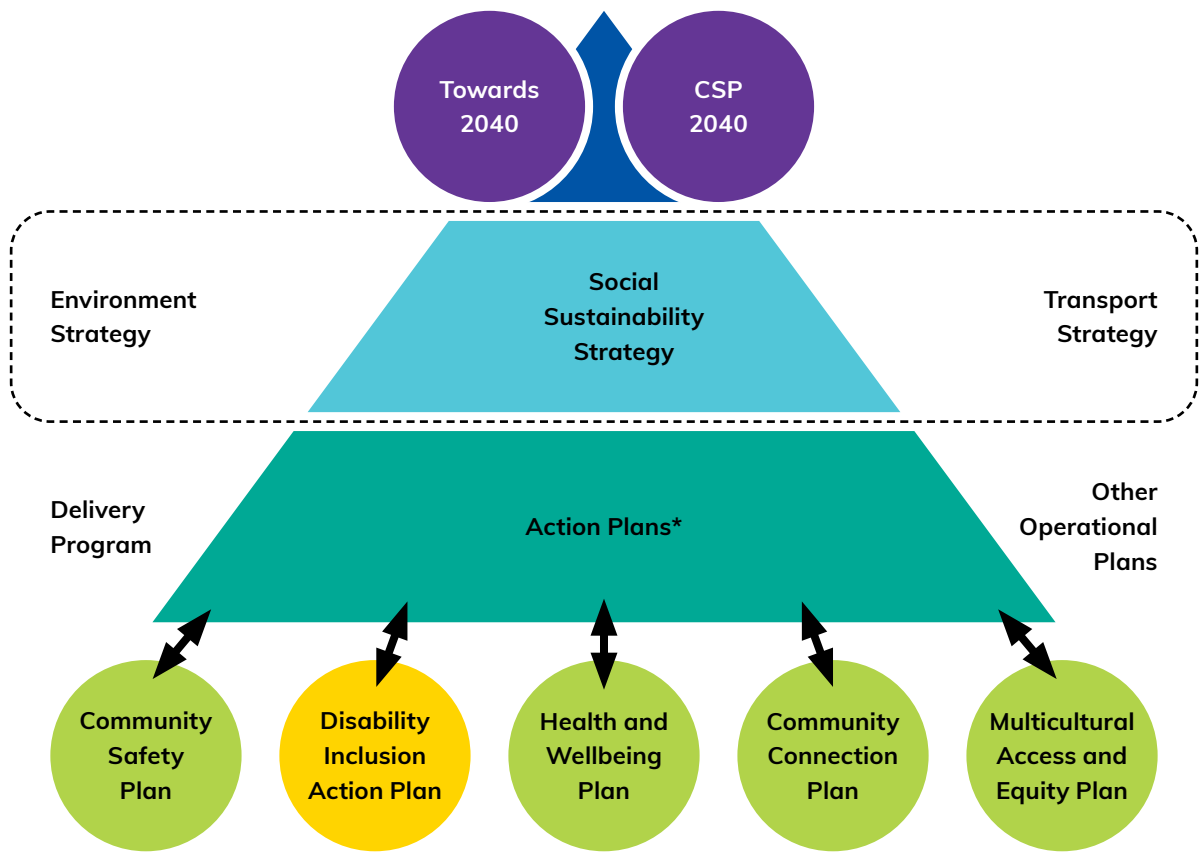 Towards
2040
CSP
2040
Environment
Strategy
Social
Sustainability
Strategy
Transport
Strategy
Delivery
Program
Action Plans*
Other
Operational
Plans
Community
Safety
Plan
Disability
Inclusion
Action Plan
Health and
Wellbeing
Plan
Community
Connection
Plan
Multicultural
Access and
Equity Plan